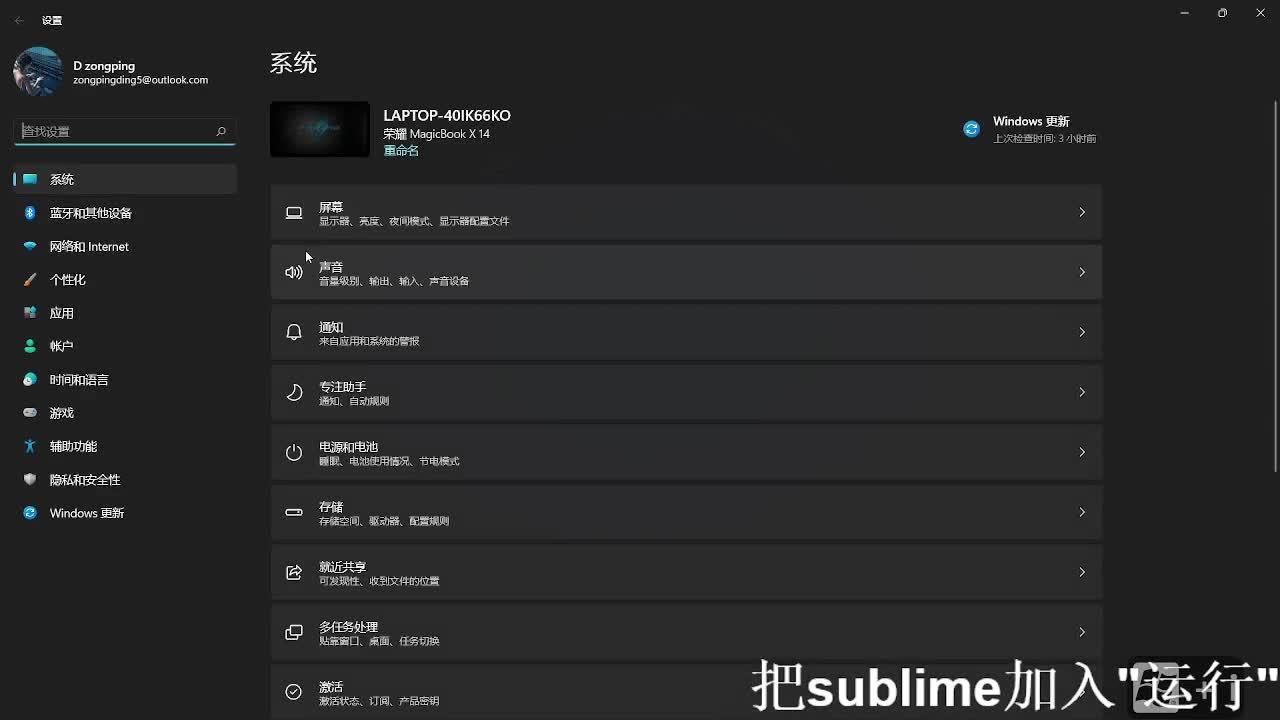 设置
D zongping
zongpingding5@outlook.com
查找设置
系统
蓝牙和其他设备
网络和 Internet
个性化
应用
帐户
时间和语言
游戏
辅助功能
隐私和安全性
Windows 更新
系统
LAPTOP-40IK66KO
荣耀 MagicBook X 14
重命名
Windows 更新
上次检查时间: 3 小时前
屏幕
显示器、亮度、夜间模式、显示器配置文件
声音
音量级别、输出、输入、声音设备
通知
来自应用和系统的警报
专注助手
通知、自动规则
电源和电池
睡眠、电池使用情况、节电模式
存储
存储空间、驱动器、配置规则
就近共享
可发现性、收到文件的位置
多任务处理
贴靠窗口、桌面、任务切换
激活
激活状态、订阅、产品密钥
把sublime加入"运行"